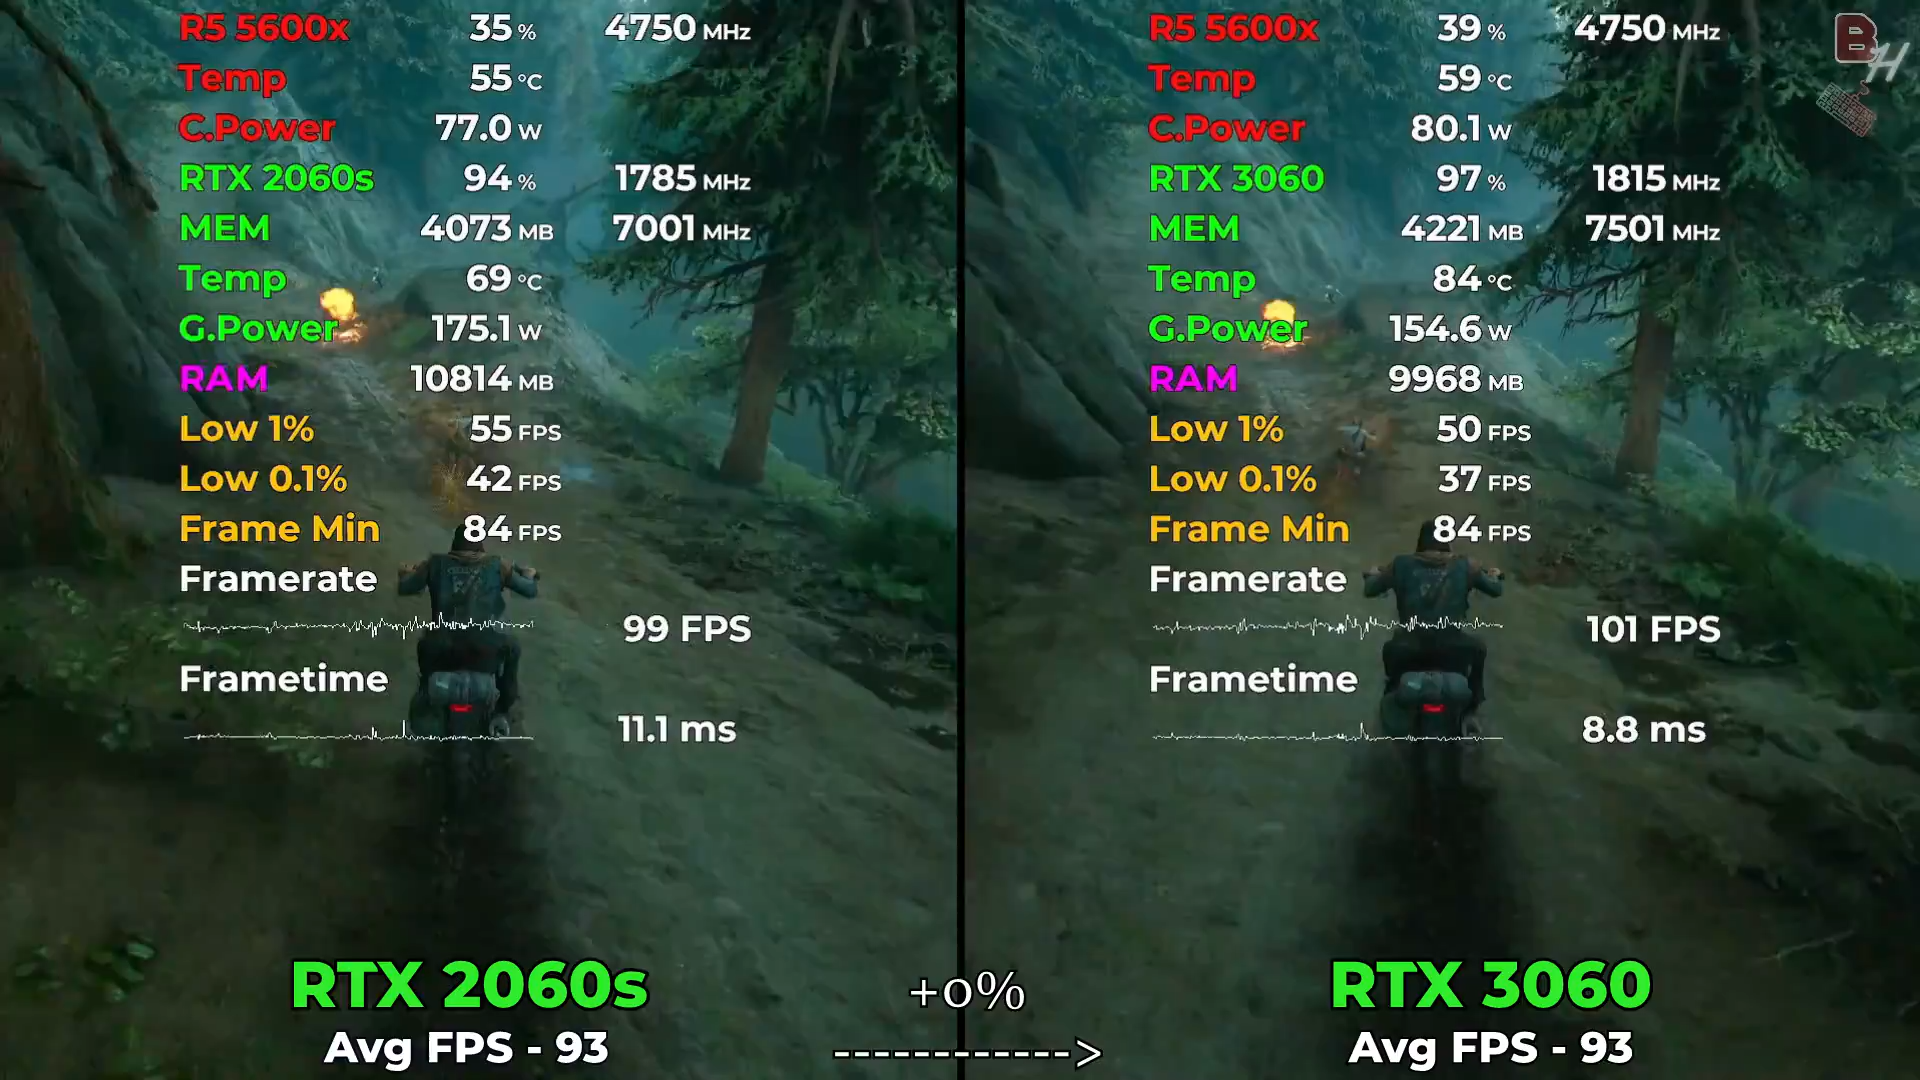 R5 5600x 35 % 4750 MHz
Temp 55 °C
C.Power 77.0 W
RTX 2060s 94 % 1785 MHz
MEM 4073 MB 7001 MHz
Temp 69 °C
G.Power 175.1 W
RAM 10814 MB
Low 1% 55 FPS
Low 0.1% 42 FPS
Frame Min 84 FPS
Framerate
99 FPS
Frametime
11.1 ms
RTX 2060s
Avg FPS - 93
+0%
------------>
R5 5600x 39 % 4750 MHz
Temp 59 °C
C.Power 80.1 W
RTX 3060 97 % 1815 MHz
MEM 4221 MB 7501 MHz
Temp 84 °C
G.Power 154.6 W
RAM 9968 MB
Low 1% 50 FPS
Low 0.1% 37 FPS
Frame Min 84 FPS
Framerate
101 FPS
Frametime
8.8 ms
RTX 3060
Avg FPS - 93
BH